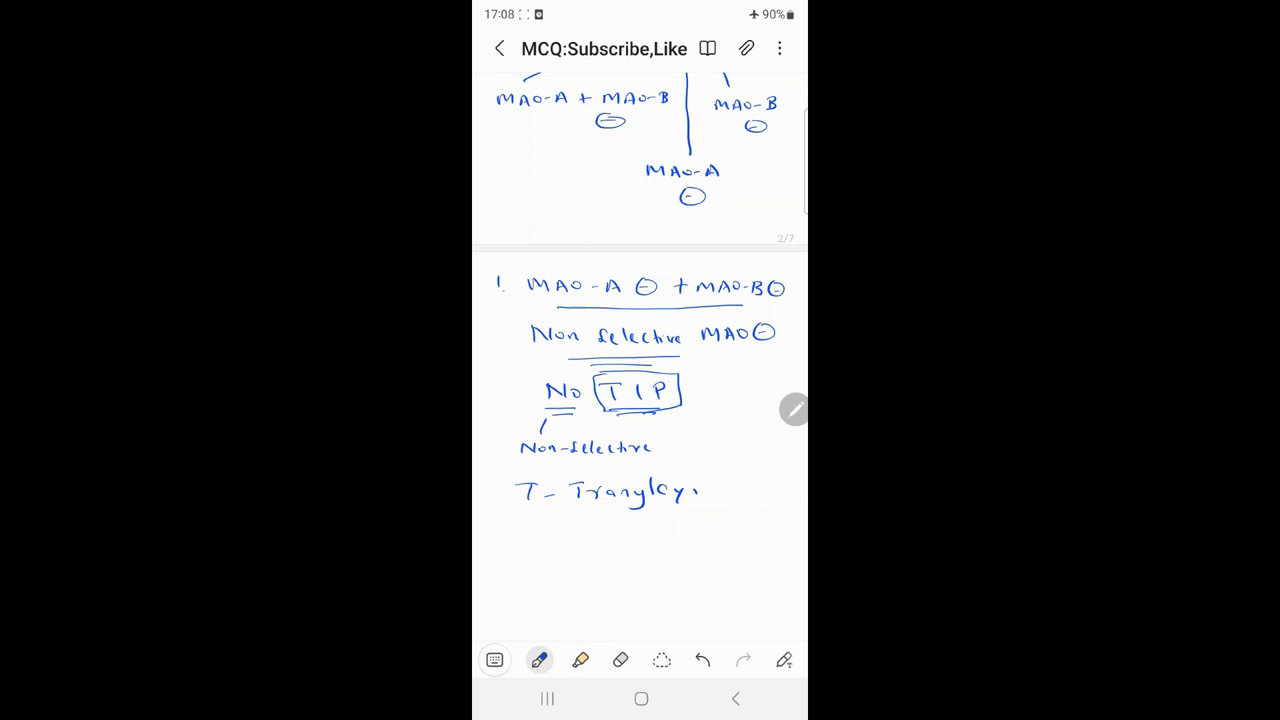 17:08 90%
MCQ:Subscribe,Like
MAO-A + MAO-B
MAO-B
MAO-A
2/7
1. MAO-A ⊖ + MAO-B ⊖
Non selective MAO ⊖
No TIP
Non-selective
T - Tranylcy